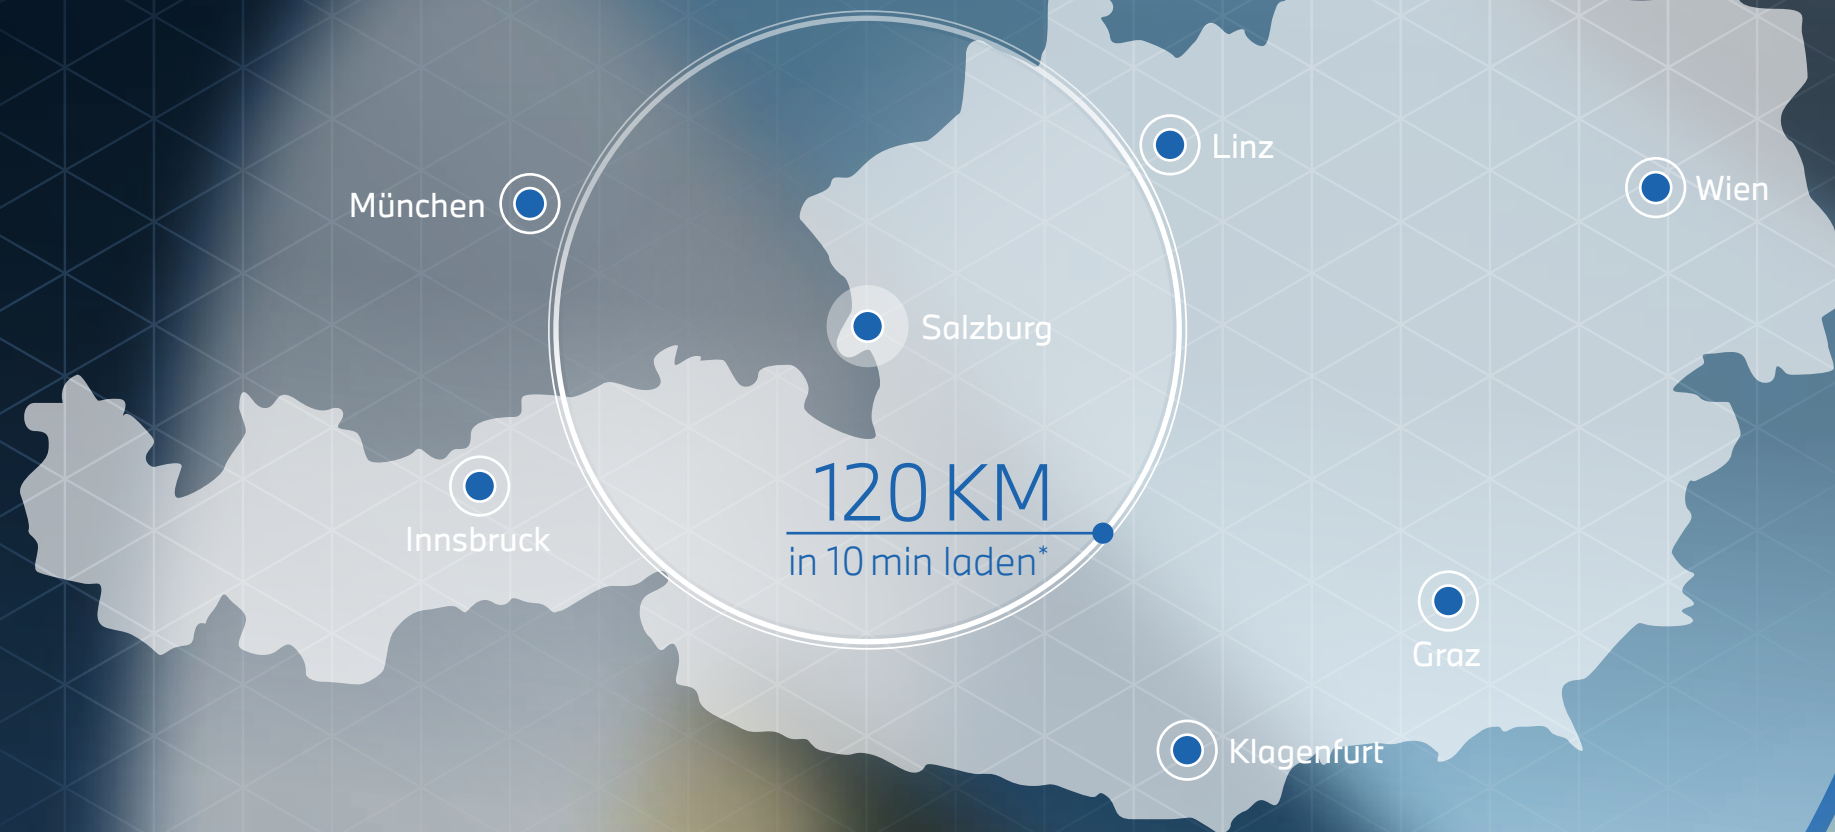 Linz
Wien
München
Salzburg
120 KM
in 10 min laden*
Innsbruck
Graz
Klagenfurt